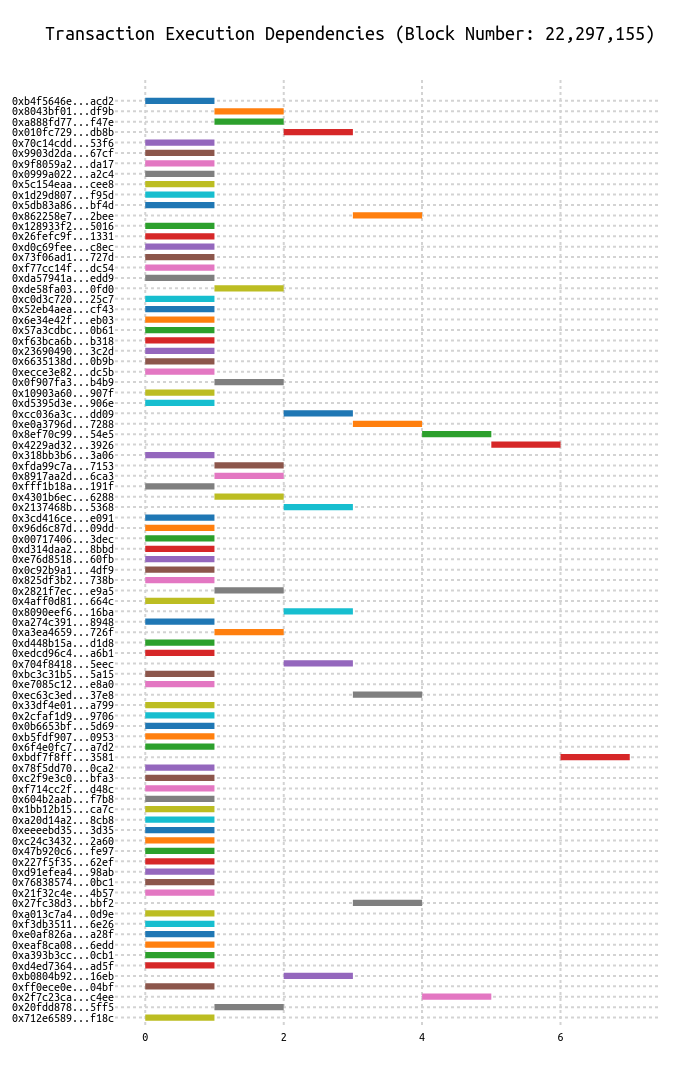 Transaction Execution Dependencies (Block Number: 22,297,155)
0xb4f5646e...acd2
0x8043bf01...df9b
0xa888fd77...f47e
0x010fc729...db8b
0x70c14cdd...53f6
0x9903d2da...67cf
0x9f8059a2...da17
0x0999a022...a2c4
0x5c154eaa...cee8
0x1d29d807...f95d
0x5db83a86...bf4d
0x862258e7...2bee
0x128933f2...5016
0x26fefc9f...1331
0xd0c69fee...c8ec
0x73f06ad1...727d
0xf77cc14f...dc54
0xda57941a...edd9
0xde58fa03...0fd0
0xc0d3c720...25c7
0x52eb4aea...cf43
0x6e34e42f...eb03
0x57a3cdbc...0b61
0xf63bca6b...b318
0x23690490...3c2d
0x6635138d...0b9b
0xecce3e82...dc5b
0x0f907fa3...b4b9
0x10903a60...907f
0xd5395d3e...906e
0xcc036a3c...dd09
0xe0a3796d...7288
0x8ef70c99...54e5
0x4229ad32...3926
0x318bb3b6...3a06
0xfda99c7a...7153
0x8917aa2d...6ca3
0xfff1b18a...191f
0x4301b6ec...6288
0x2137468b...5368
0x3cd416ce...e091
0x96d6c87d...09dd
0x00717406...3dec
0xd314daa2...8bbd
0xe76d8518...60fb
0x0c92b9a1...4df9
0x825df3b2...738b
0x2821f7ec...e9a5
0x4aff0d81...664c
0x8090eef6...16ba
0xa274c391...8948
0xa3ea4659...726f
0xd448b15a...d1d8
0xedcd96c4...a6b1
0x704f8418...5eec
0xbc3c31b5...5a15
0xe7085c12...e8a0
0xec63c3ed...37e8
0x33df4e01...a799
0x2cfaf1d9...9706
0x0b6653bf...5d69
0xb5fdf907...0953
0x6f4e0fc7...a7d2
0xbdf7f8ff...3581
0x78f5dd70...0ca2
0xc2f9e3c0...bfa3
0xf714cc2f...d48c
0x604b2aab...f7b8
0x1bb12b15...ca7c
0xa20d14a2...8cb8
0xeeeebd35...3d35
0xc24c3432...2a60
0x47b920c6...fe97
0x227f5f35...62ef
0xd91efea4...98ab
0x76838574...0bc1
0x21f32c4e...4b57
0x27fc38d3...bbf2
0xa013c7a4...0d9e
0xf3db3511...6e26
0xe0af826a...a28f
0xeaf8ca08...6edd
0xa393b3cc...0cb1
0xd4ed7364...ad5f
0xb0804b92...16eb
0xff0ece0e...04bf
0x2f7c23ca...c4ee
0x20fdd878...5ff5
0x712e6589...f18c
0 2 4 6